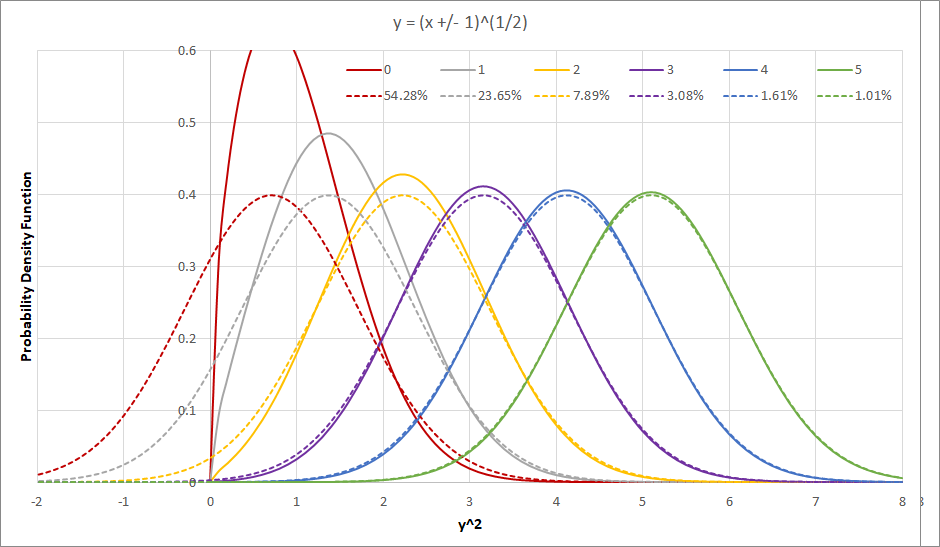 y = (x +/- 1)^(1/2)
0 1 2 3 4 5
54.28% 23.65% 7.89% 3.08% 1.61% 1.01%
0.6
0.5
0.4
0.3
0.2
0.1
0
Probability Density Function
-2 -1 0 1 2 3 4 5 6 7 8
y^2